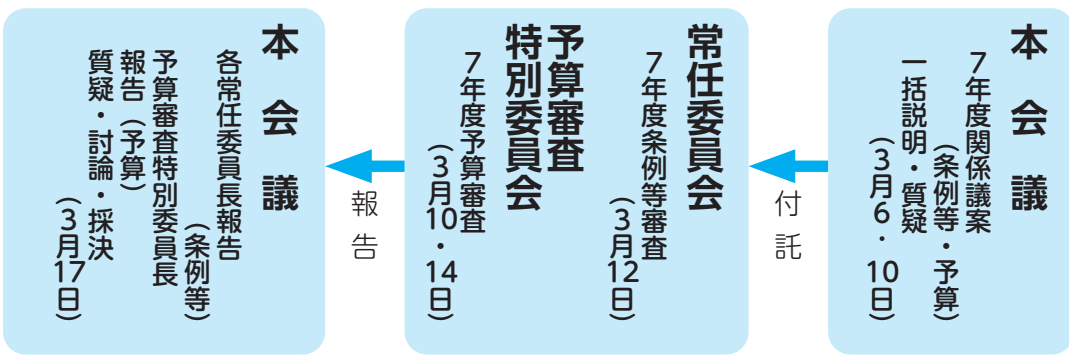 本会議
7年度関係議案
（条例等・予算）
一括説明・質疑
（3月6・10日）
付託
常任委員会
7年度条例等審査
（3月12日）
予算審査
特別委員会
7年度予算審査
（3月10・14日）
報告
本会議
各常任委員長報告
（条例等）
予算審査特別委員長
報告（予算）
質疑・討論・採決
（3月17日）